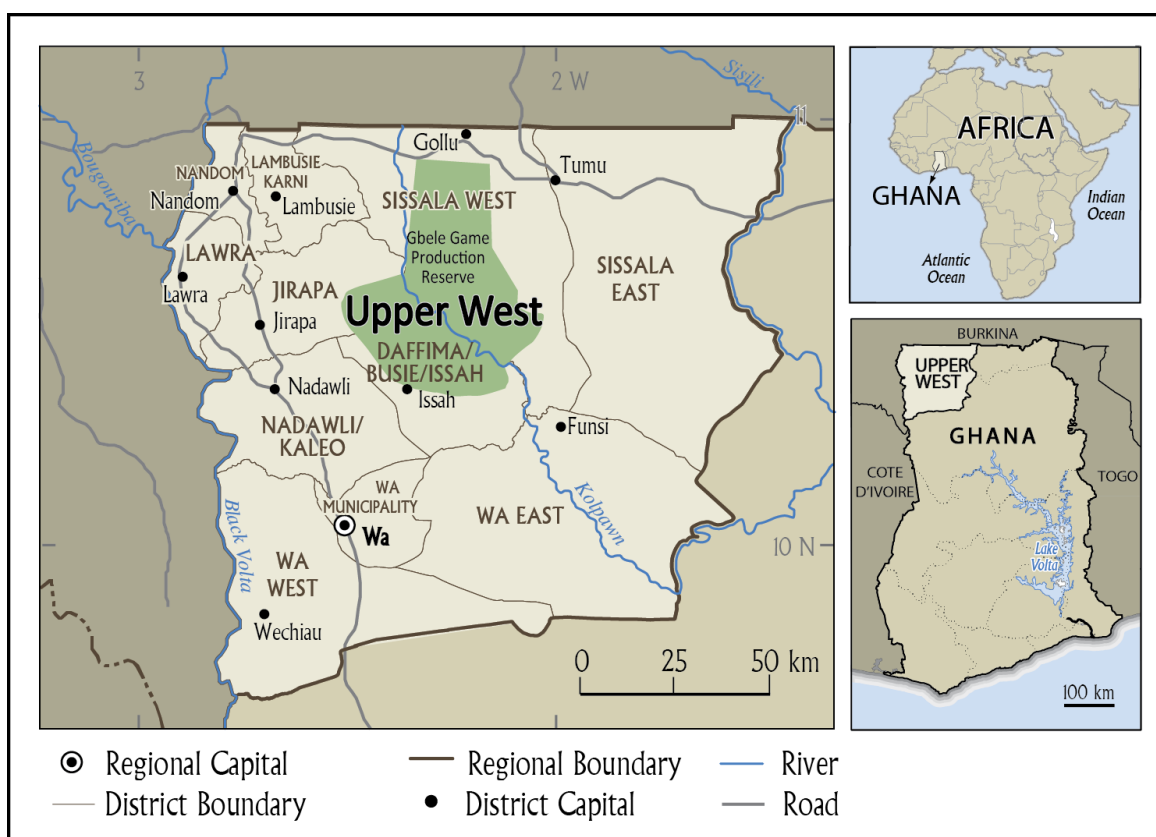 3
2 W
Sisili
11
Bougouriba
Gollu
Tumu
NANDOM
LAMBUSIE
KARNI
Nandom
Lambusie
SISSALA WEST
Gbele Game
Production
Reserve
LAWRA
Lawra
JIRAPA
Jirapa
SISSALA
EAST
Upper West
DAFFIMA/
BUSIE/ISSAH
Nadawli
Issah
NADAWLI/
KALEO
Funsi
WA
MUNICIPALITY
Kolpawn
WA EAST
Wa
Black Volta
10 N
WA
WEST
Wechiau
0 25 50 km
AFRICA
GHANA
Indian
Ocean
Atlantic
Ocean
BURKINA
UPPER
WEST
GHANA
COTE
D'IVOIRE
TOGO
Lake
Volta
100 km
Regional Capital
Regional Boundary
River
District Boundary
District Capital
Road